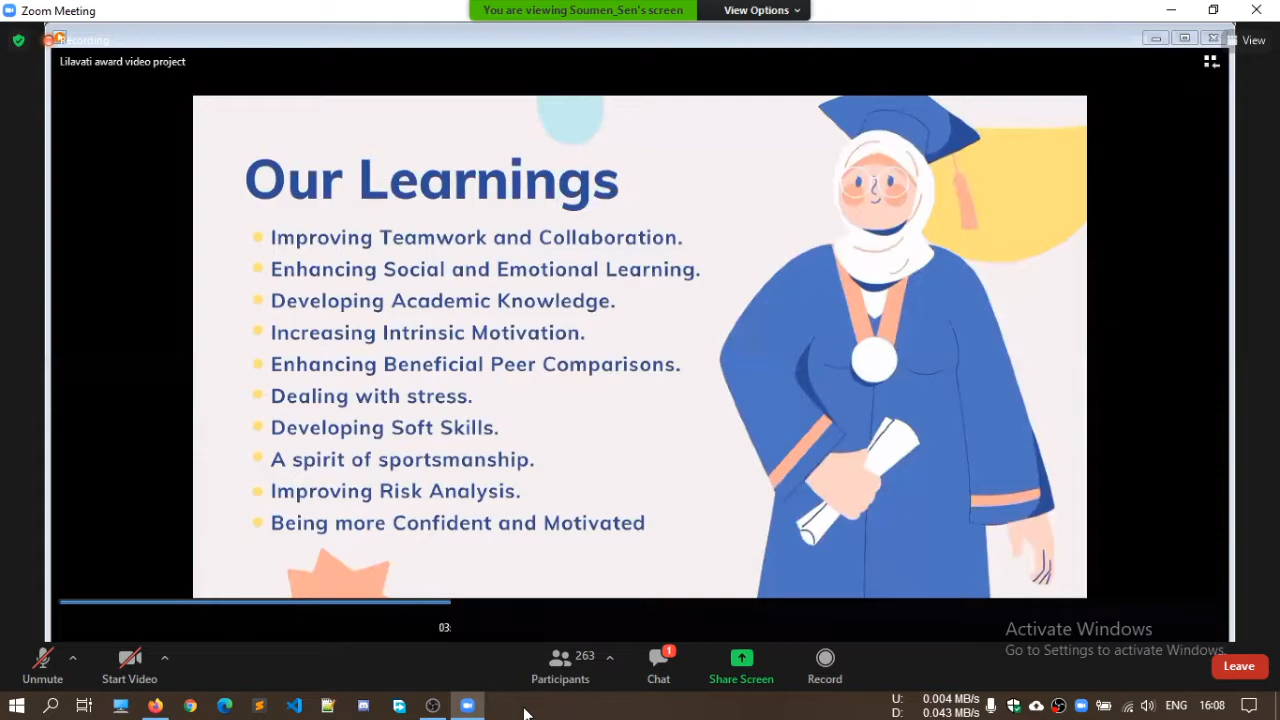 Zoom Meeting
You are viewing Soumen_Sen's screen
View Options
Recording
View
Lilavati award video project
Our Learnings
Improving Teamwork and Collaboration.
Enhancing Social and Emotional Learning.
Developing Academic Knowledge.
Increasing Intrinsic Motivation.
Enhancing Beneficial Peer Comparisons.
Dealing with stress.
Developing Soft Skills.
A spirit of sportsmanship.
Improving Risk Analysis.
Being more Confident and Motivated
03:
Activate Windows
Go to Settings to activate Windows.
Unmute
Start Video
263
Participants
1
Chat
Share Screen
Record
Leave
U: 0.004 MB/s
D: 0.043 MB/s
ENG
16:08